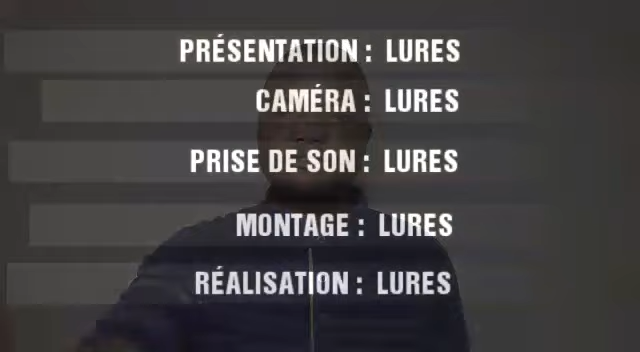 PRÉSENTATION : LURES
CAMÉRA : LURES
PRISE DE SON : LURES
MONTAGE : LURES
RÉALISATION : LURES